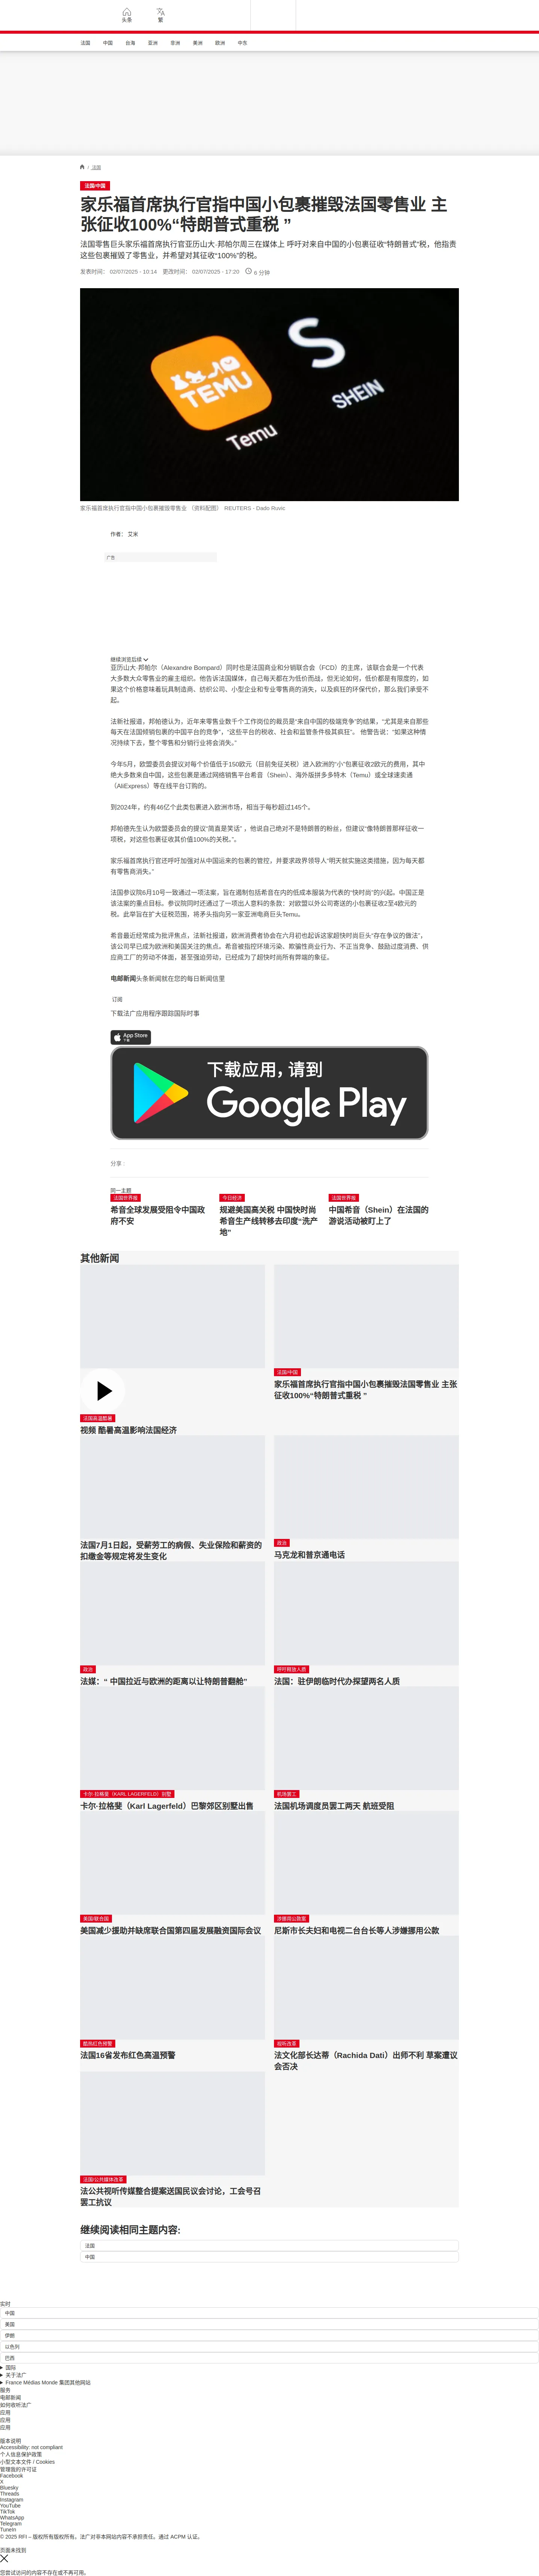 头条
繁
法国
中国
台海
亚洲
非洲
美洲
欧洲
中东
/ 法国
法国/中国
家乐福首席执行官指中国小包裹摧毁法国零售业 主
张征收100%“特朗普式重税 ”
法国零售巨头家乐福首席执行官亚历山大·邦帕尔周三在媒体上 呼吁对来自中国的小包裹征收“特朗普式”税，他指责
这些包裹摧毁了零售业，并希望对其征收“100%”的税。
发表时间： 02/07/2025 - 10:14 更改时间： 02/07/2025 - 17:20 6 分钟
TEMU
Temu
S
SHEIN
家乐福首席执行官指中国小包裹摧毁零售业 （资料配图） REUTERS - Dado Ruvic
作者： 艾米
广告
继续浏览后续
亚历山大·邦帕尔（Alexandre Bompard）同时也是法国商业和分销联合会（FCD）的主席，该联合会是一个代表
大多数大众零售业的雇主组织。他告诉法国媒体，自己每天都在为低价而战，但无论如何，低价都是有限度的，如
果这个价格意味着玩具制造商、纺织公司、小型企业和专业零售商的消失，以及疯狂的环保代价，那么我们承受不
起。
法新社报道，邦帕德认为，近年来零售业数千个工作岗位的裁员是“来自中国的极端竞争”的结果，“尤其是来自那些
每天在法国倾销包裹的中国平台的竞争”，“这些平台的税收、社会和监管条件极其疯狂”。 他警告说：“如果这种情
况持续下去，整个零售和分销行业将会消失。”
今年5月，欧盟委员会提议对每个价值低于150欧元（目前免征关税）进入欧洲的“小”包裹征收2欧元的费用，其中
绝大多数来自中国，这些包裹是通过网络销售平台希音（Shein）、海外版拼多多特木（Temu）或全球速卖通
（AliExpress）等在线平台订购的。
到2024年，约有46亿个此类包裹进入欧洲市场，相当于每秒超过145个。
邦帕德先生认为欧盟委员会的提议“简直是笑话” ，他说自己绝对不是特朗普的粉丝，但建议“像特朗普那样征收一
项税，对这些包裹征收其价值100%的关税。”。
家乐福首席执行官还呼吁加强对从中国运来的包裹的管控，并要求政界领导人“明天就实施这类措施，因为每天都
有零售商消失。”
法国参议院6月10号一致通过一项法案，旨在遏制包括希音在内的低成本服装为代表的“快时尚”的兴起。中国正是
该法案的重点目标。参议院同时还通过了一项出人意料的条款：对欧盟以外公司寄送的小包裹征收2至4欧元的
税。此举旨在扩大征税范围，将矛头指向另一家亚洲电商巨头Temu。
希音最近经常成为批评焦点，法新社报道，欧洲消费者协会在六月初也起诉这家超快时尚巨头“存在争议的做法”，
该公司早已成为欧洲和美国关注的焦点。希音被指控环境污染、欺骗性商业行为、不正当竞争、鼓励过度消费、供
应商工厂的劳动不体面，甚至强迫劳动，已经成为了超快时尚所有弊端的象征。
电邮新闻头条新闻就在您的每日新闻信里
订阅
下载法广应用程序跟踪国际时事
App Store
下载
下载应用，请到
Google Play
分享 :
同一主题
法国世界报
希音全球发展受阻令中国政
府不安
今日经济
规避美国高关税 中国快时尚
希音生产线转移去印度“洗产
地”
法国世界报
中国希音（Shein）在法国的
游说活动被盯上了
其他新闻
法国高温酷暑
视频 酷暑高温影响法国经济
法国/中国
家乐福首席执行官指中国小包裹摧毁法国零售业 主张
征收100%“特朗普式重税 ”
法国7月1日起，受薪劳工的病假、失业保险和薪资的
扣缴金等规定将发生变化
政治
马克龙和普京通电话
政治
法媒：“ 中国拉近与欧洲的距离以让特朗普翻舱”
呼吁释放人质
法国：驻伊朗临时代办探望两名人质
卡尔·拉格斐（KARL LAGERFELD）别墅
卡尔·拉格斐（Karl Lagerfeld）巴黎郊区别墅出售
机场罢工
法国机场调度员罢工两天 航班受阻
美国/联合国
美国减少援助并缺席联合国第四届发展融资国际会议
涉挪用公款案
尼斯市长夫妇和电视二台台长等人涉嫌挪用公款
酷热红色预警
法国16省发布红色高温预警
视听改革
法文化部长达蒂（Rachida Dati）出师不利 草案遭议
会否决
法国/公共媒体改革
法公共视听传媒整合提案送国民议会讨论，工会号召
罢工抗议
继续阅读相同主题内容:
法国
中国
实时
中国
美国
伊朗
以色列
巴西
国际
关于法广
France Médias Monde 集团其他网站
服务
电邮新闻
如何收听法广
应用
应用
应用
版本说明
Accessibility: not compliant
个人信息保护政策
小型文本文件 / Cookies
管理我的许可证
Facebook
X
Bluesky
Threads
Instagram
YouTube
TikTok
WhatsApp
Telegram
TuneIn
© 2025 RFI – 版权所有版权所有。法广对非本网站内容不承担责任。通过 ACPM 认证。
页面未找到
您尝试访问的内容不存在或不再可用。